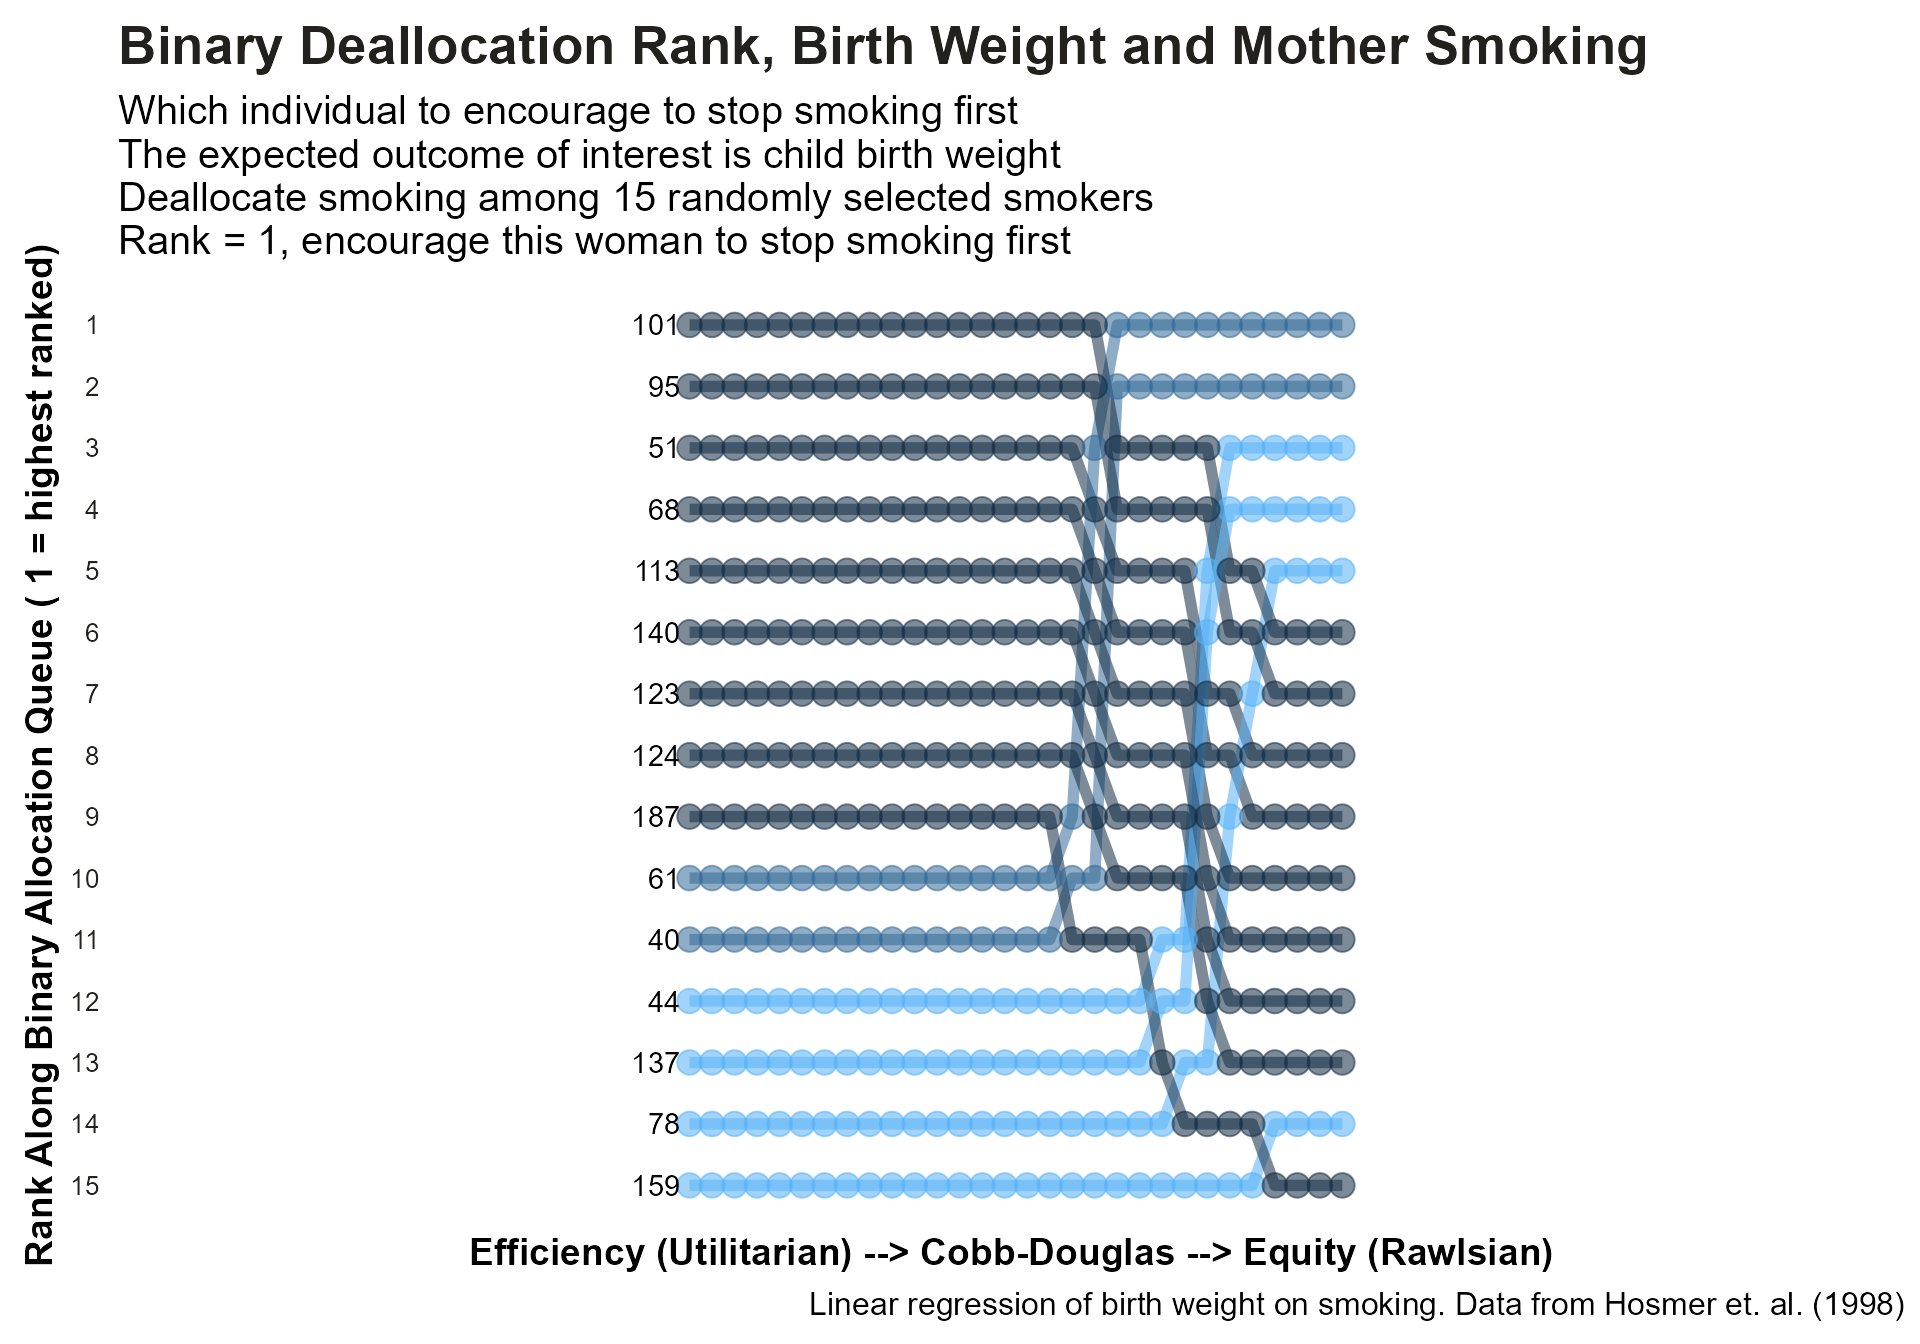 Binary Deallocation Rank, Birth Weight and Mother Smoking
Which individual to encourage to stop smoking first
The expected outcome of interest is child birth weight
Deallocate smoking among 15 randomly selected smokers
Rank = 1, encourage this woman to stop smoking first
Rank Along Binary Allocation Queue ( 1 = highest ranked)
1 101
2 95
3 51
4 68
5 113
6 140
7 123
8 124
9 187
10 61
11 40
12 44
13 137
14 78
15 159
Efficiency (Utilitarian) --> Cobb-Douglas --> Equity (Rawlsian)
Linear regression of birth weight on smoking. Data from Hosmer et. al. (1998)